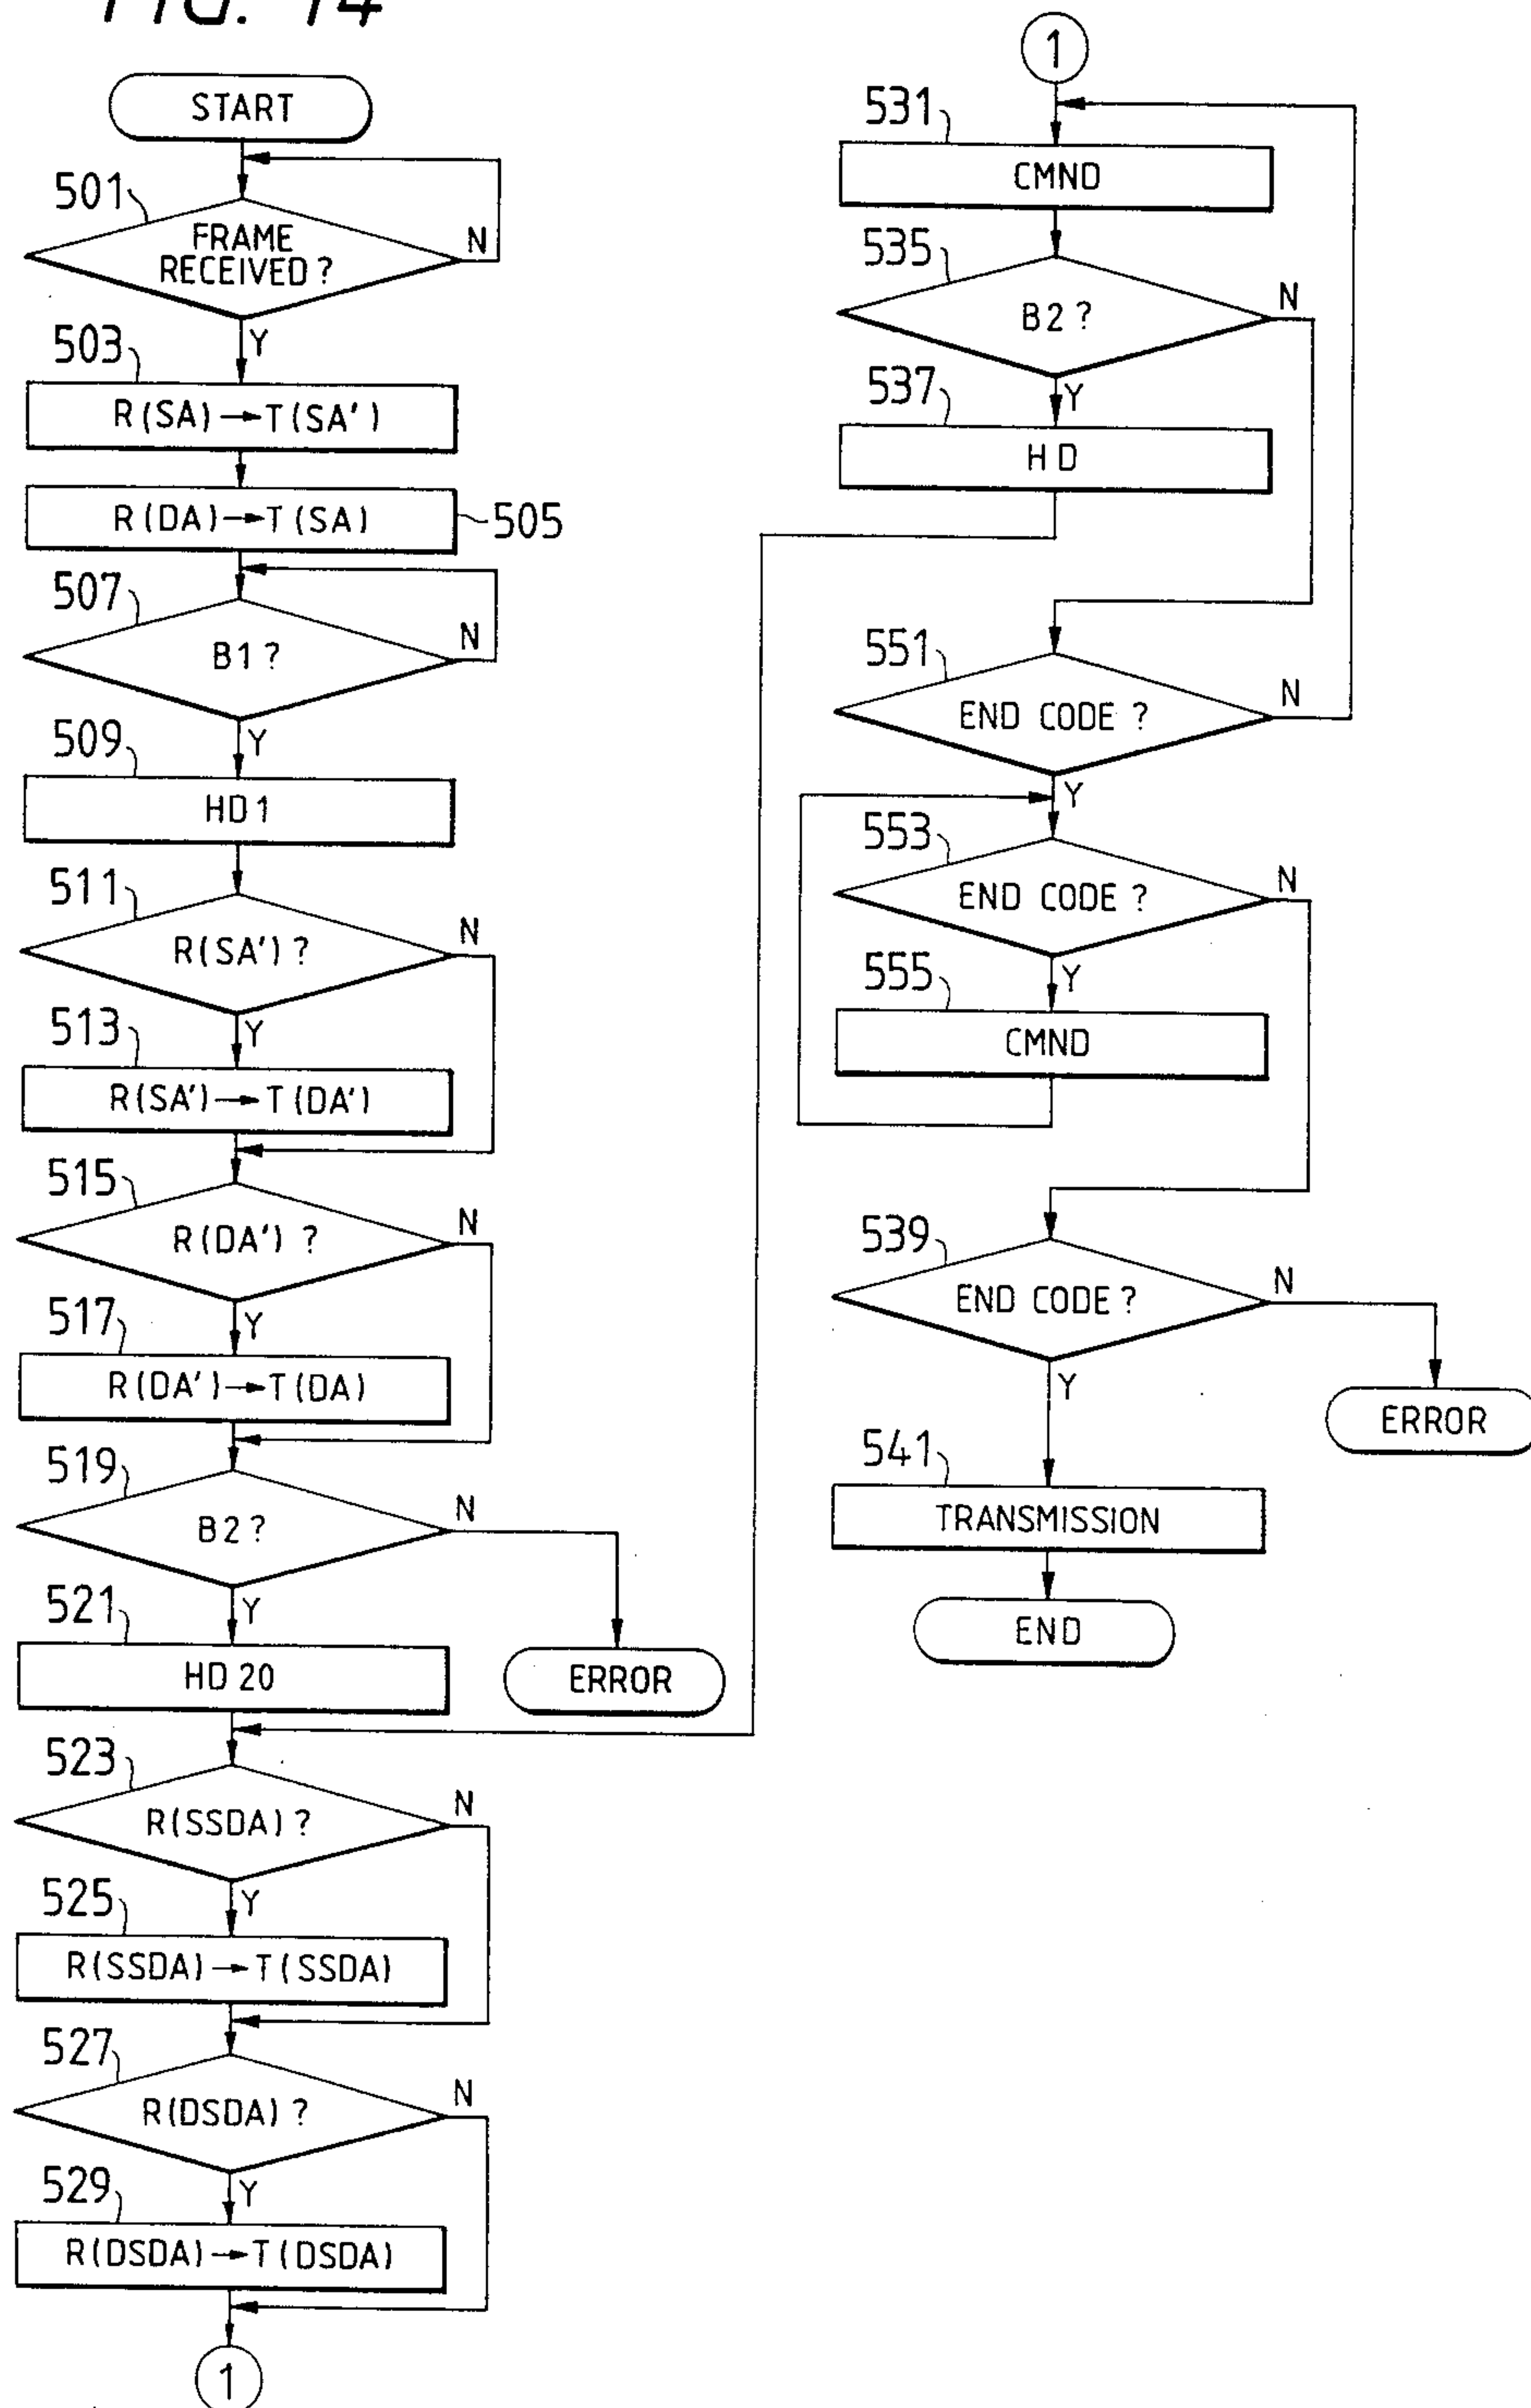 FIG. 14
START
501
FRAME
RECEIVED ?
N
Y
503
R(SA)→T(SA')
R(DA)→T(SA)
505
507
B1 ?
N
Y
509
HD1
511
R(SA') ?
N
Y
513
R(SA')→T(DA')
515
R(DA') ?
N
Y
517
R(DA')→T(DA)
519
B2 ?
N
Y
521
HD 20
ERROR
523
R(SSDA) ?
N
Y
525
R(SSDA)→T(SSDA)
527
R(DSDA) ?
N
Y
529
R(DSDA)→T(DSDA)
1
1
531
CMND
535
B2 ?
N
Y
537
HD
551
END CODE ?
N
Y
553
END CODE ?
N
Y
555
CMND
539
END CODE ?
N
Y
ERROR
541
TRANSMISSION
END